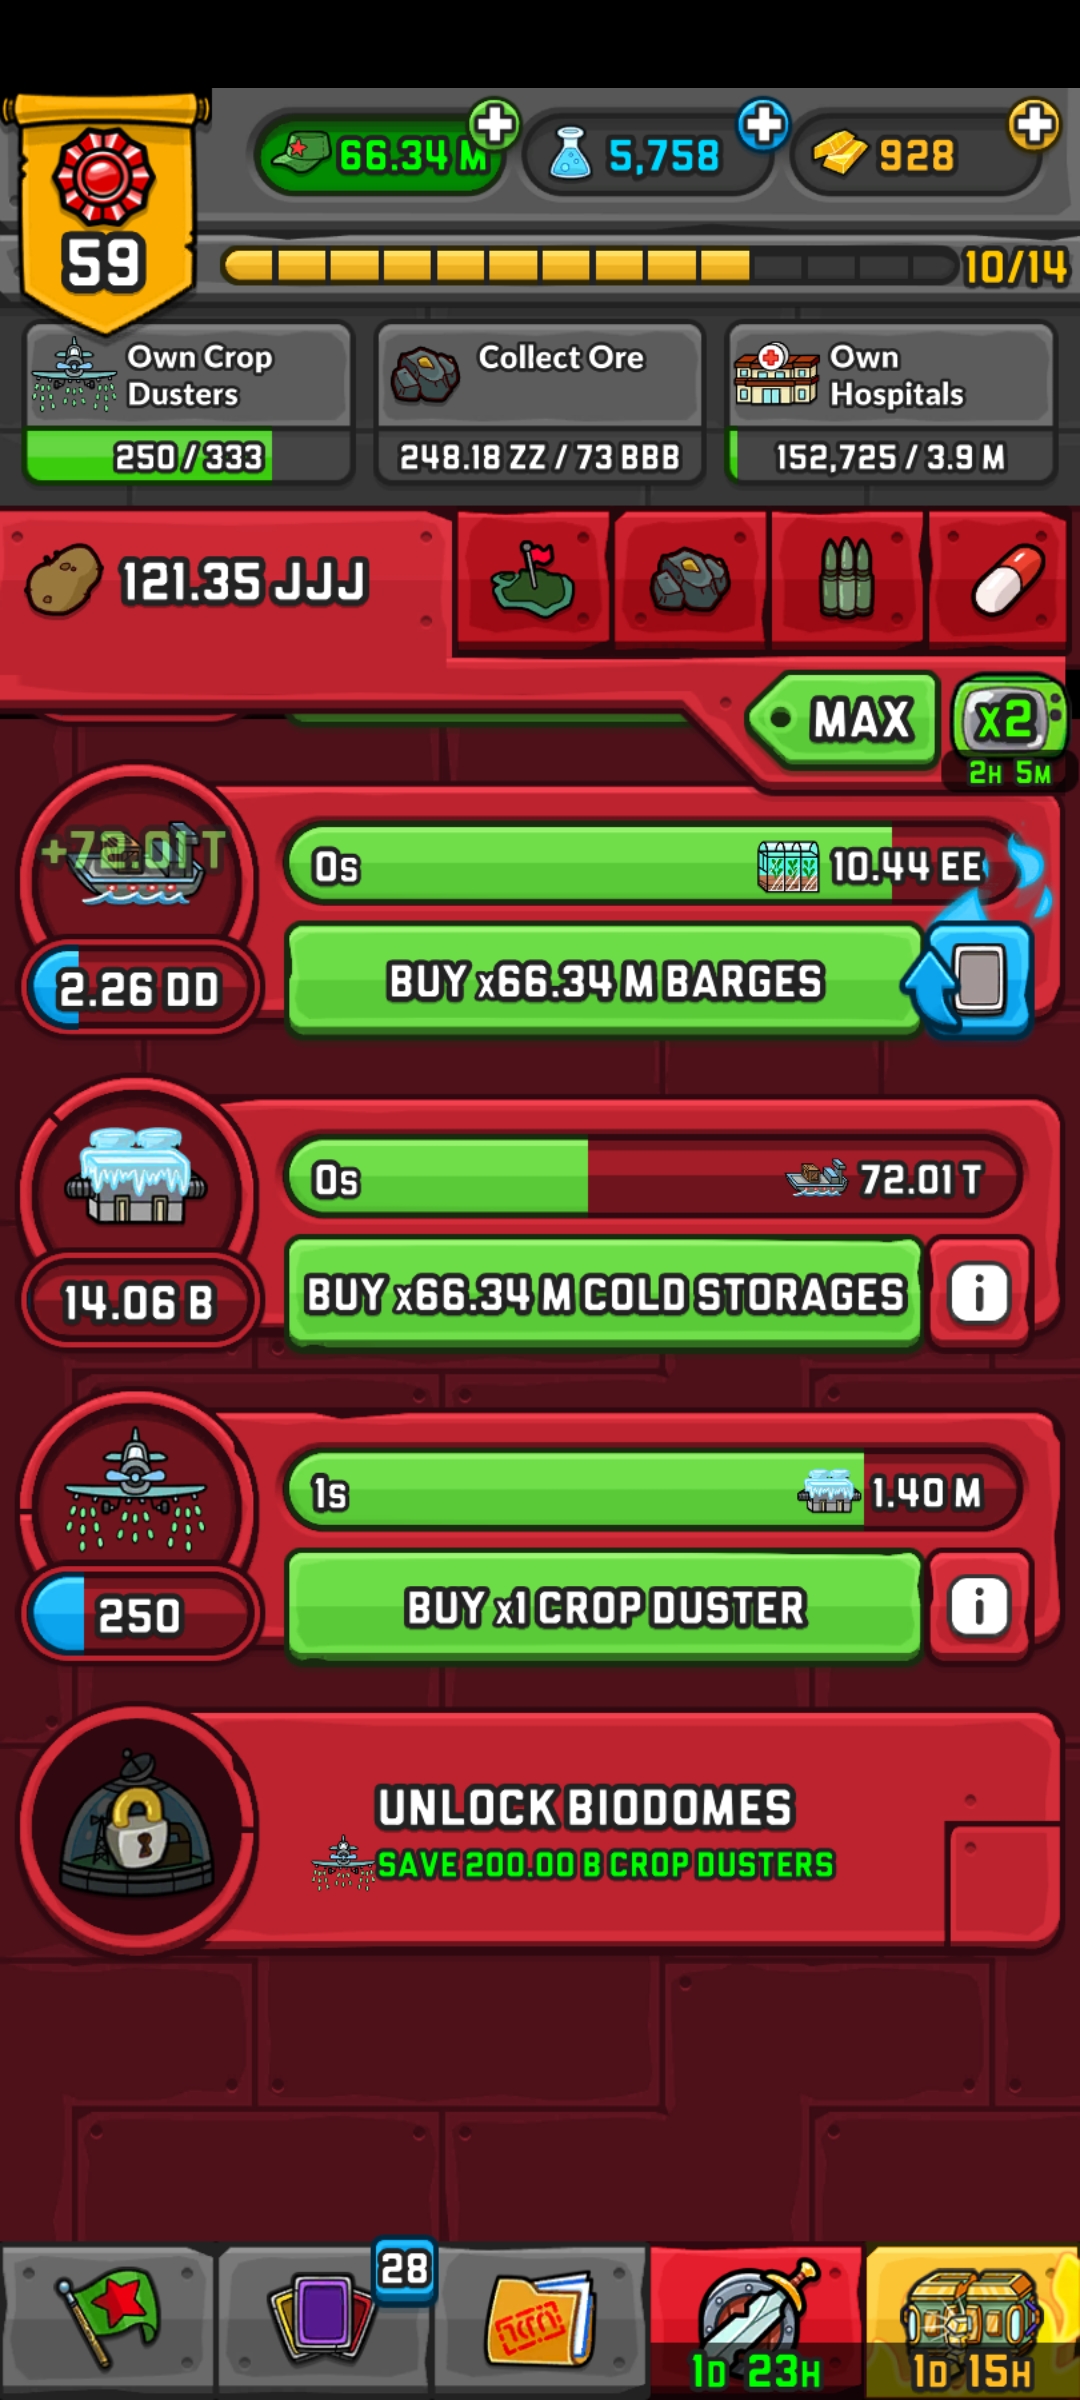 66.34 M
5,758
928
59
10/14
Own Crop
Dusters
Collect Ore
Own
Hospitals
250 / 333
248.18 ZZ / 73 BBB
152,725 / 3.9 M
121.35 JJJ
MAX
x2
2H 5M
+72.01 T
0s
10.44 EE
2.26 DD
BUY x66.34 M BARGES
0s
72.01 T
14.06 B
BUY x66.34 M COLD STORAGES
i
1s
1.40 M
250
BUY x1 CROP DUSTER
i
UNLOCK BIODOMES
SAVE 200.00 B CROP DUSTERS
28
1D 23H
1D 15H